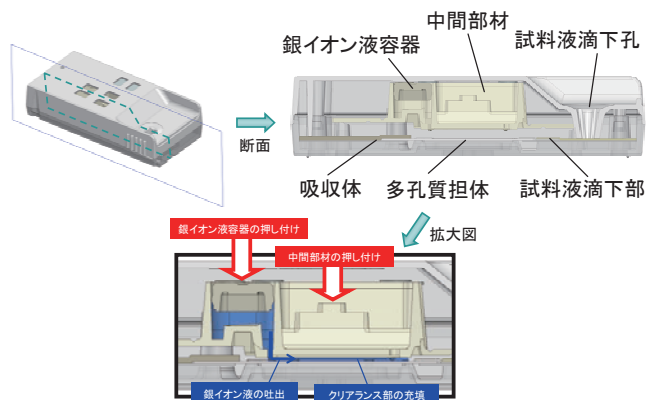 中間部材
銀イオン液容器
試料液滴下孔
断面
吸収体
多孔質担体
試料液滴下部
拡大図
銀イオン液容器の押し付け
中間部材の押し付け
銀イオン液の吐出
クリアランス部の充填